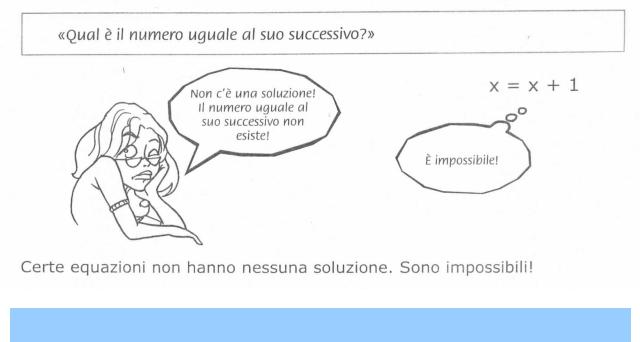 «Qual è il numero uguale al suo successivo?»
Non c'è una soluzione!
Il numero uguale al
suo successivo non
esiste!
x = x + 1
È impossibile!
Certe equazioni non hanno nessuna soluzione. Sono impossibili!